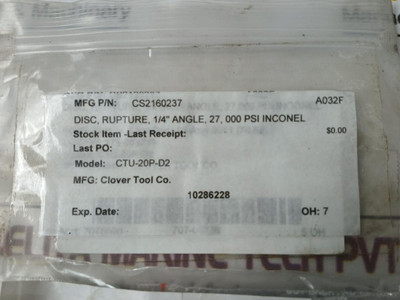 MFG P/N: CS2160237 A032F
DISC, RUPTURE, 1/4" ANGLE, 27, 000 PSI INCONEL
Stock Item -Last Receipt: $0.00
Last PO:
Model: CTU-20P-D2
MFG: Clover Tool Co.
10286228
Exp. Date: OH: 7